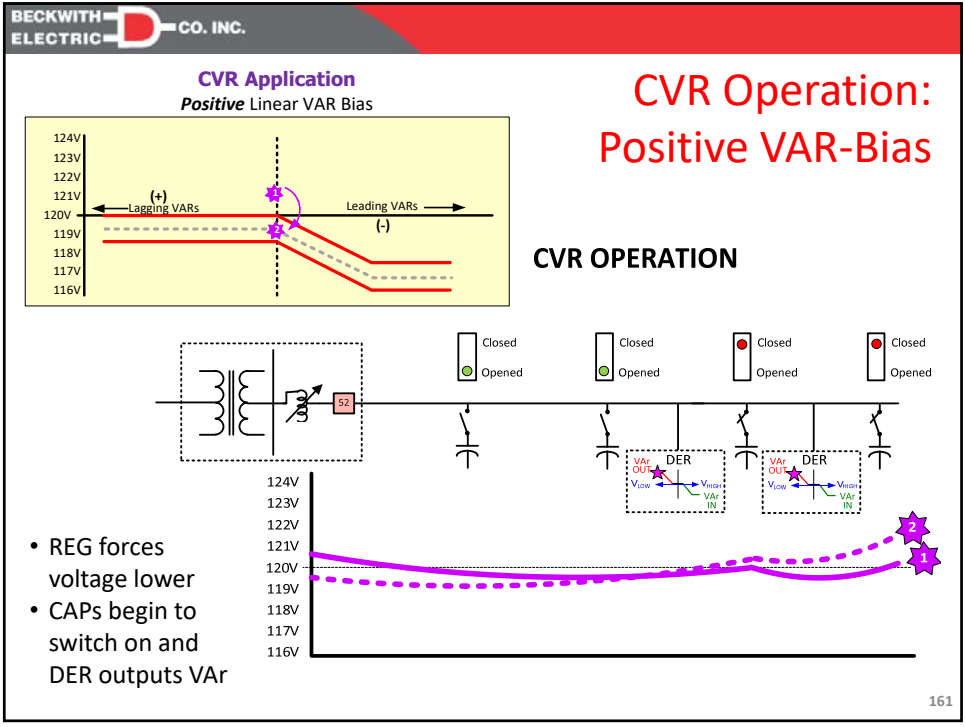 BECKWITH
ELECTRIC
CO. INC.
CVR Application
Positive Linear VAR Bias
CVR Operation:
Positive VAR-Bias
124V
123V
122V
121V
120V
119V
118V
117V
116V
(+)
Lagging VARs
Leading VARs
(-)
1
2
CVR OPERATION
Closed
Opened
Closed
Opened
Closed
Opened
Closed
Opened
52
VAr
OUT
DER
VLOW
VHIGH
VAr
IN
VAr
OUT
DER
VLOW
VHIGH
VAr
IN
124V
123V
122V
121V
120V
119V
118V
117V
116V
2
1
• REG forces
voltage lower
• CAPs begin to
switch on and
DER outputs VAr
161